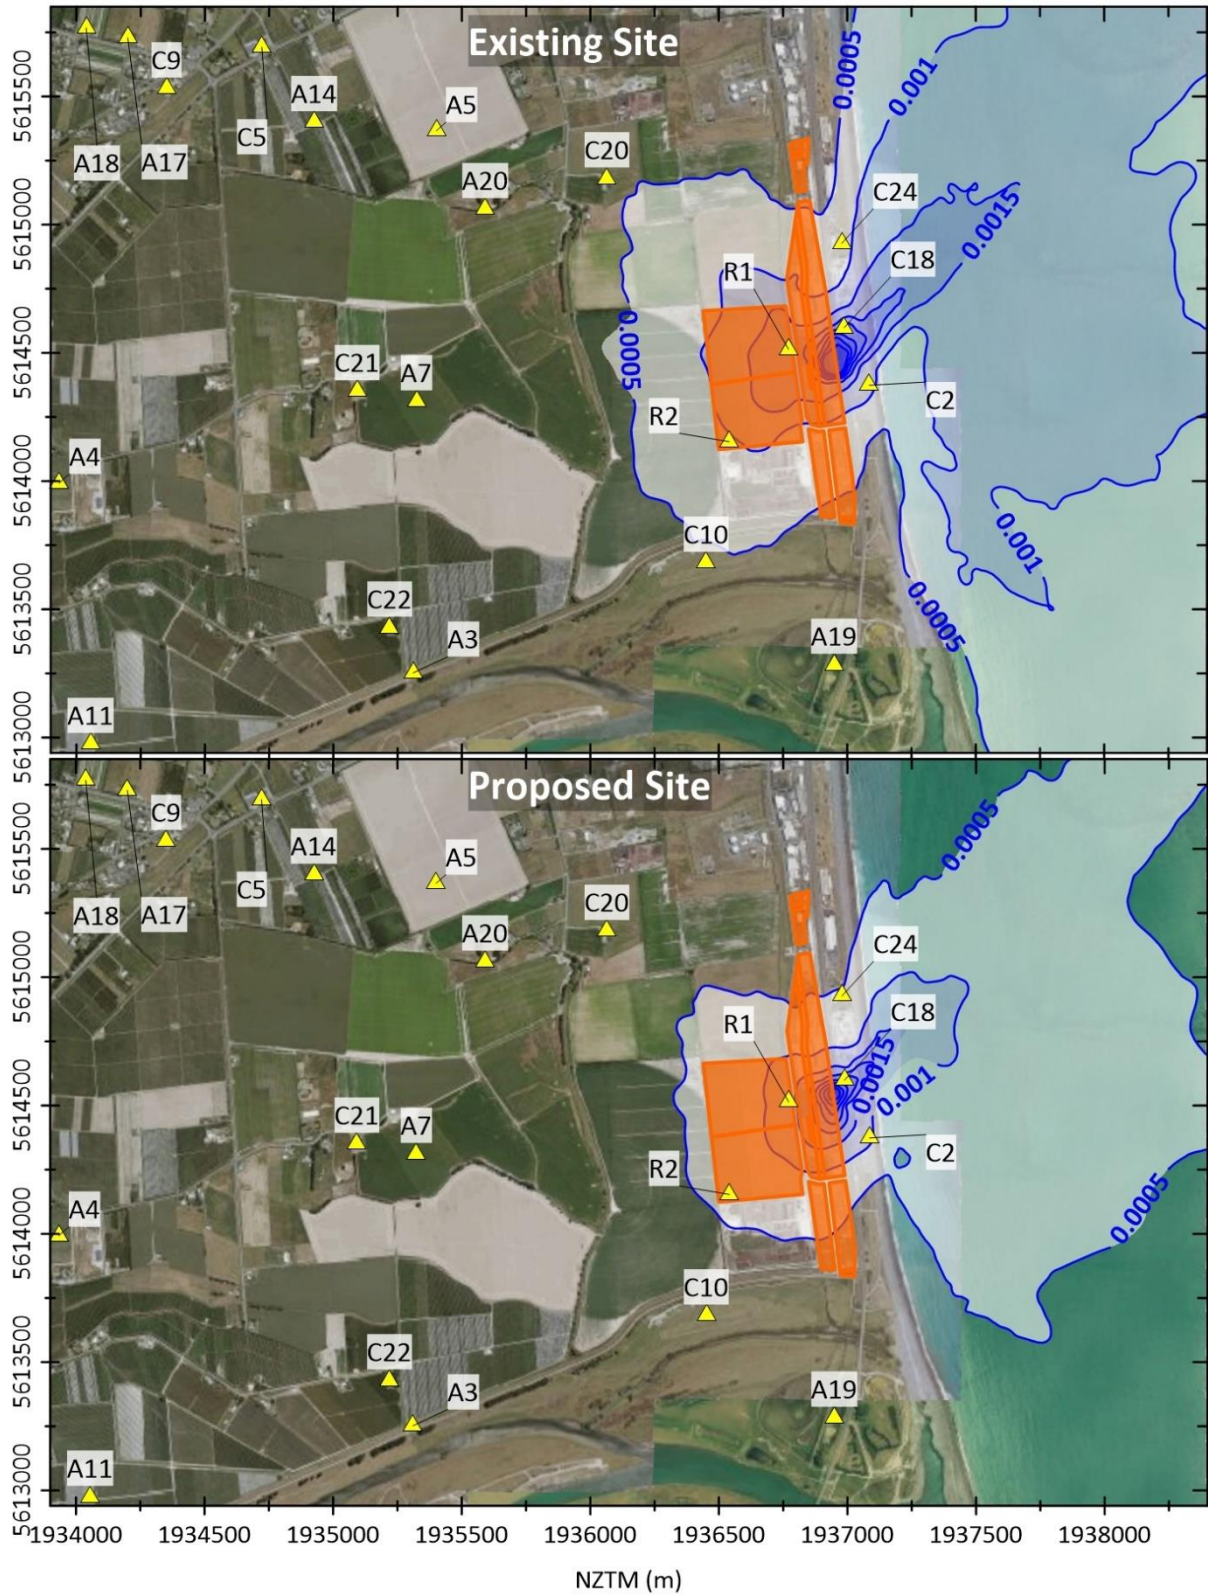 Existing Site
0.0005
0.001
C9
A14
A5
C5
A18
A17
C20
A20
C24
0.0015
R1
C18
0.0005
C21
A7
C2
R2
A4
C10
0.001
C22
A3
A19
0.0005
A11
5615500
5615000
5614500
5614000
5613500
5613000
Proposed Site
0.0005
C9
A14
A5
C5
A18
A17
C20
A20
C24
R1
C18
0.0015
0.001
C21
A7
C2
R2
A4
0.0005
C10
C22
A3
A19
A11
5615500
5615000
5614500
5614000
5613500
5613000
1934000 1934500 1935000 1935500 1936000 1936500 1937000 1937500 1938000
NZTM (m)